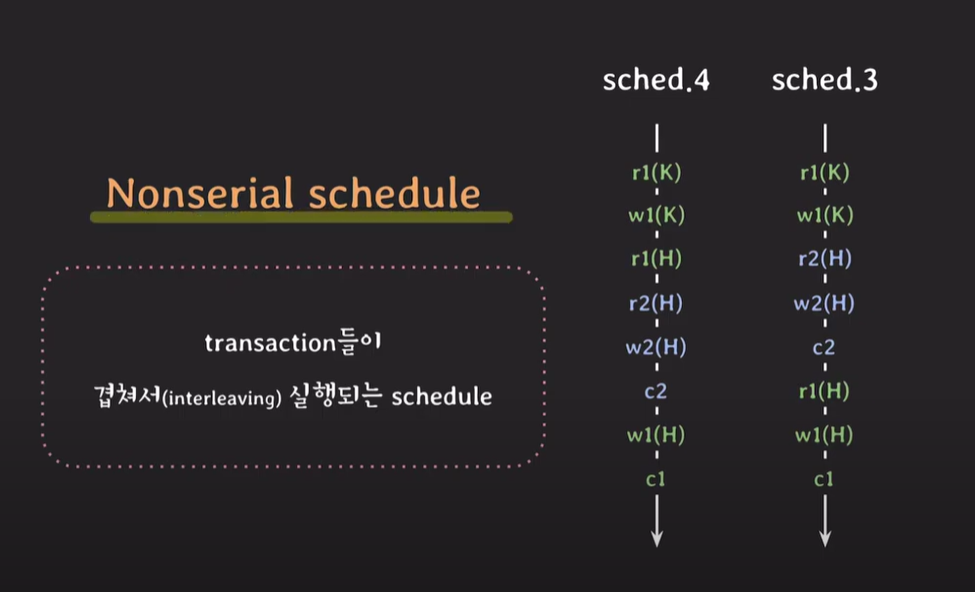 Nonserial schedule
transaction들이
겹쳐서(interleaving) 실행되는 schedule
sched.4
r1(K)
w1(K)
r1(H)
r2(H)
w2(H)
c2
w1(H)
c1
sched.3
r1(K)
w1(K)
r2(H)
w2(H)
c2
r1(H)
w1(H)
c1